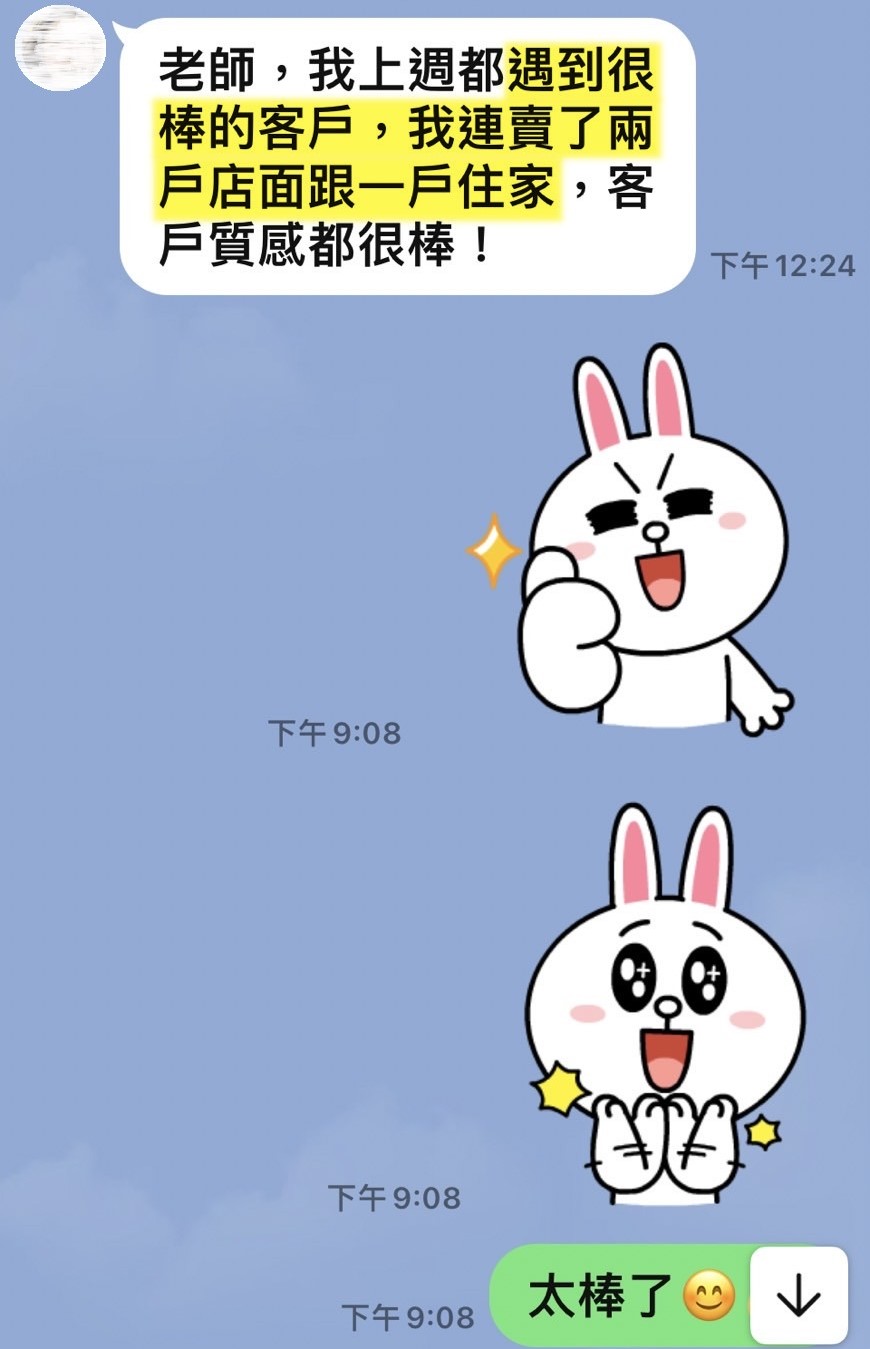 老師，我上週都遇到很
棒的客戶，我連賣了兩
戶店面跟一戶住家，客
戶質感都很棒！
下午12:24
下午9:08
下午9:08
太棒了😊
下午9:08